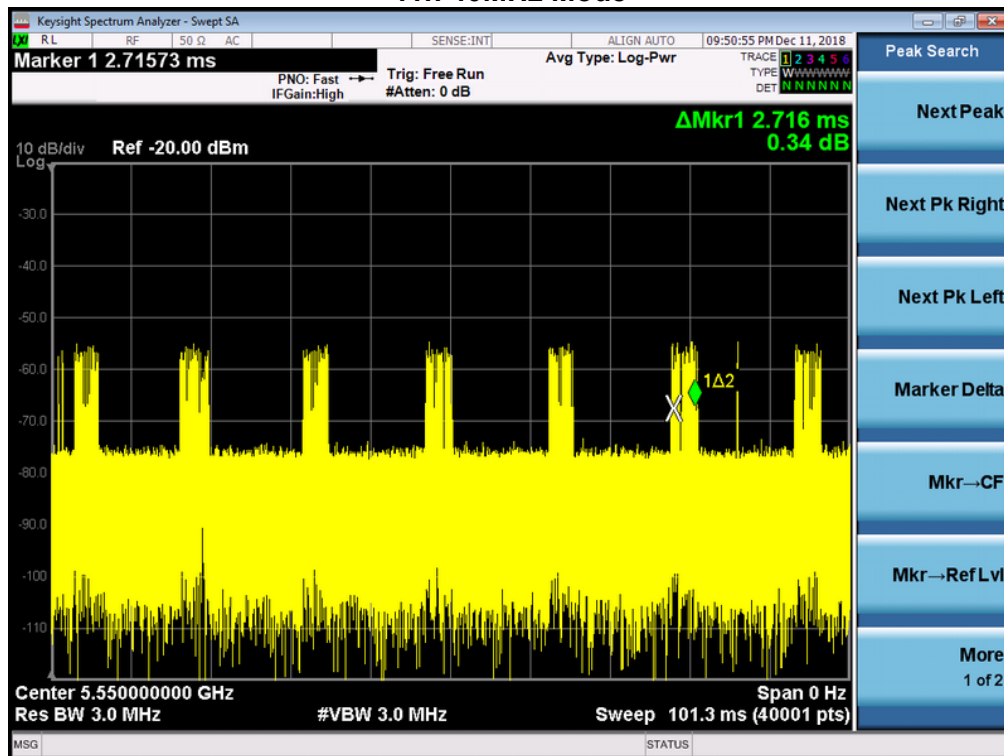 Keysight Spectrum Analyzer - Swept SA
LXI RL RF 50 Ω AC SENSE:INT ALIGN AUTO 09:50:55 PM Dec 11, 2018
Marker 1 2.71573 ms
PNO: Fast
IFGain:High
Trig: Free Run
#Atten: 0 dB
Avg Type: Log-Pwr
TRACE 1 2 3 4 5 6
TYPE W
DET N N N N N N
Peak Search
ΔMkr1 2.716 ms
0.34 dB
10 dB/div Ref -20.00 dBm
Log
-30.0
-40.0
-50.0
-60.0
-70.0
-80.0
-90.0
-100
-110
1Δ2
X
Center 5.550000000 GHz Span 0 Hz
Res BW 3.0 MHz #VBW 3.0 MHz Sweep 101.3 ms (40001 pts)
MSG STATUS
Next Peak
Next Pk Right
Next Pk Left
Marker Delta
Mkr→CF
Mkr→Ref Lvl
More
1 of 2